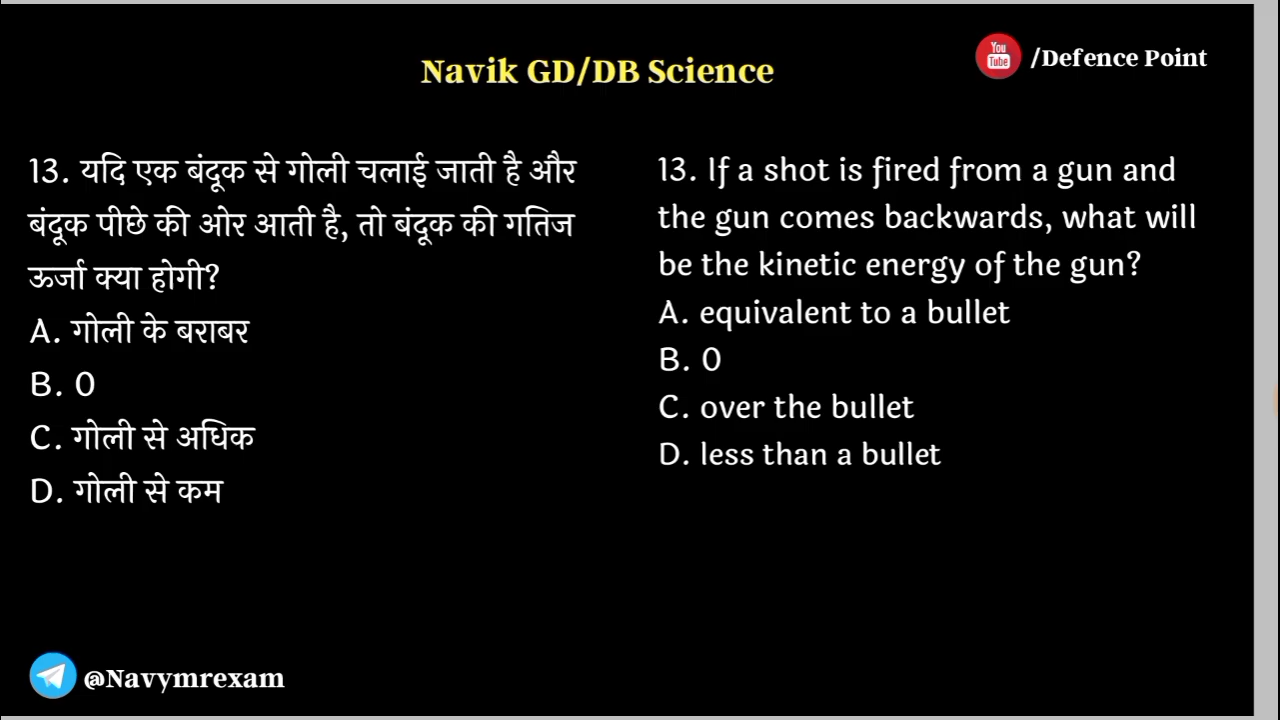 Navik GD/DB Science
You
Tube
/Defence Point
13. यदि एक बंदूक से गोली चलाई जाती है और
बंदूक पीछे की ओर आती है, तो बंदूक की गतिज
ऊर्जा क्या होगी?
A. गोली के बराबर
B. 0
C. गोली से अधिक
D. गोली से कम
13. If a shot is fired from a gun and
the gun comes backwards, what will
be the kinetic energy of the gun?
A. equivalent to a bullet
B. 0
C. over the bullet
D. less than a bullet
@Navymrexam